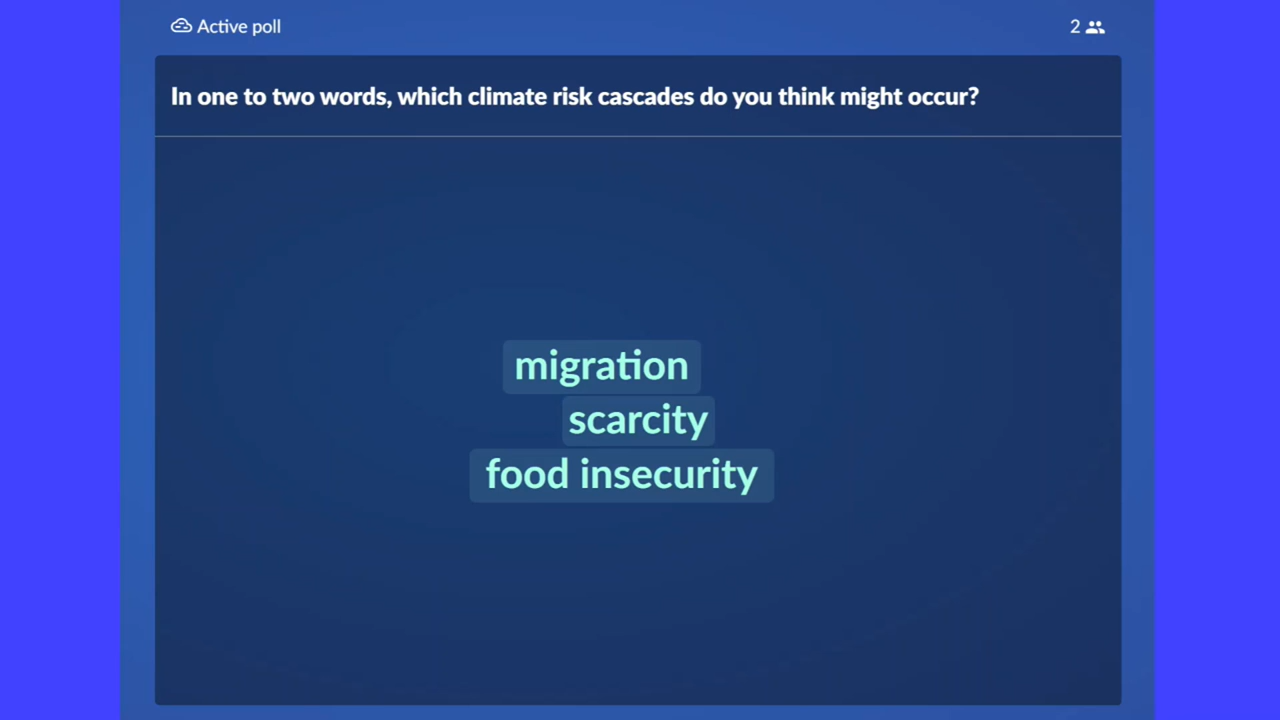 Active poll
2
In one to two words, which climate risk cascades do you think might occur?
migration
scarcity
food insecurity